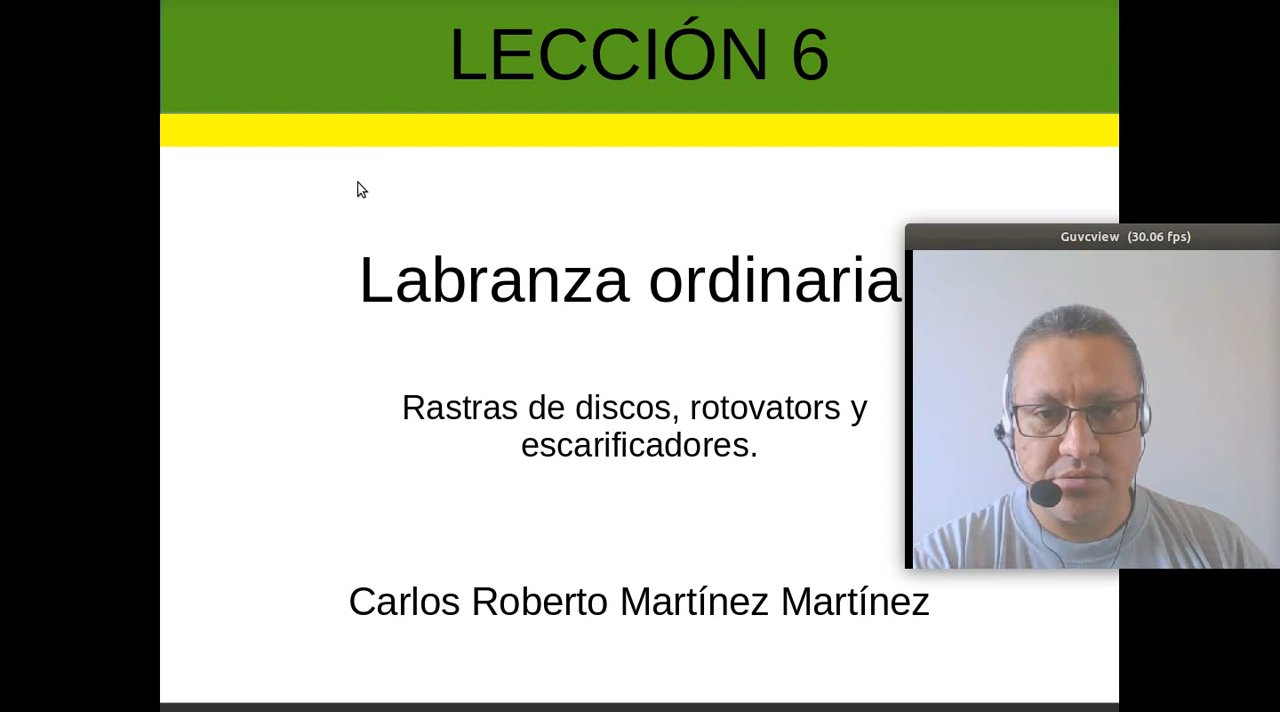 LECCIÓN 6
Labranza ordinaria
Guvcview (30.06 fps)
Rastras de discos, rotovators y
escarificadores.
Carlos Roberto Martínez Martínez